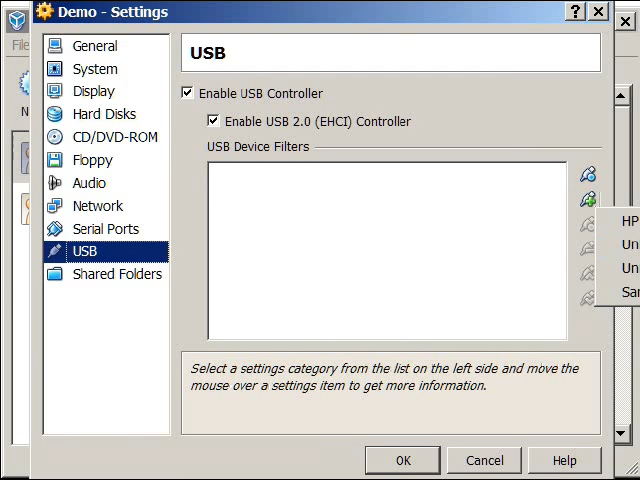 Demo - Settings
File
General
System
Display
Hard Disks
CD/DVD-ROM
Floppy
Audio
Network
Serial Ports
USB
Shared Folders
USB
Enable USB Controller
Enable USB 2.0 (EHCI) Controller
USB Device Filters
HP
Select a settings category from the list on the left side and move the
mouse over a settings item to get more information.
OK
Cancel
Help